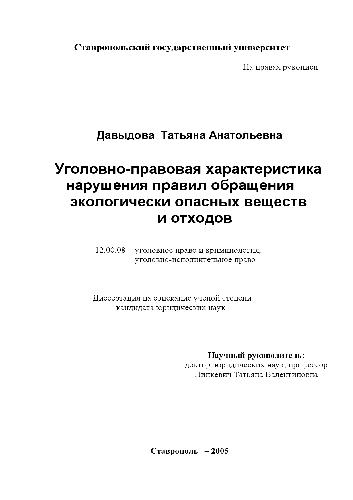 Ставропольский государственный университет
На правах рукописи
Давыдова Татьяна Анатольевна
Уголовно-правовая характеристика
нарушения правил обращения
экологически опасных веществ
и отходов
12.00.08 – уголовное право и криминология;
уголовно-исполнительное право
Диссертация на соискание ученой степени
кандидата юридических наук
Научный руководитель:
доктор юридических наук, профессор
Татьяна Валентиновна
Ставрополь – 2005